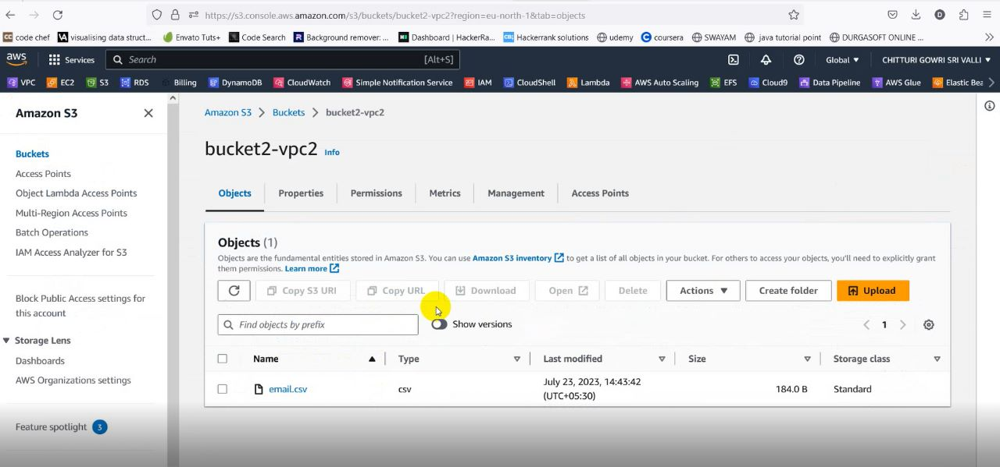 https://s3.console.aws.amazon.com/s3/buckets/bucket2-vpc2?region=eu-north-1&tab=objects
code chef visualising data struct... Envato Tuts+ Code Search Background remover: ... Dashboard | HackerRa... Hackerrank solutions udemy coursera SWAYAM java tutorial point DURGASOFT ONLINE ...
aws Services Search [Alt+S] Global CHITTURI GOWRI SRI VALLI
VPC EC2 S3 RDS Billing DynamoDB CloudWatch Simple Notification Service IAM CloudShell Lambda AWS Auto Scaling EFS Cloud9 Data Pipeline AWS Glue Elastic Bea
Amazon S3
Buckets
Access Points
Object Lambda Access Points
Multi-Region Access Points
Batch Operations
IAM Access Analyzer for S3
Block Public Access settings for
this account
Storage Lens
Dashboards
AWS Organizations settings
Feature spotlight 3
Amazon S3 Buckets bucket2-vpc2
bucket2-vpc2 Info
Objects Properties Permissions Metrics Management Access Points
Objects (1)
Objects are the fundamental entities stored in Amazon S3. You can use Amazon S3 inventory to get a list of all objects in your bucket. For others to access your objects, you'll need to explicitly grant
them permissions. Learn more
Copy S3 URI Copy URL Download Open Delete Actions Create folder Upload
Find objects by prefix Show versions 1
Name Type Last modified Size Storage class
email.csv csv July 23, 2023, 14:43:42 184.0 B Standard
(UTC+05:30)